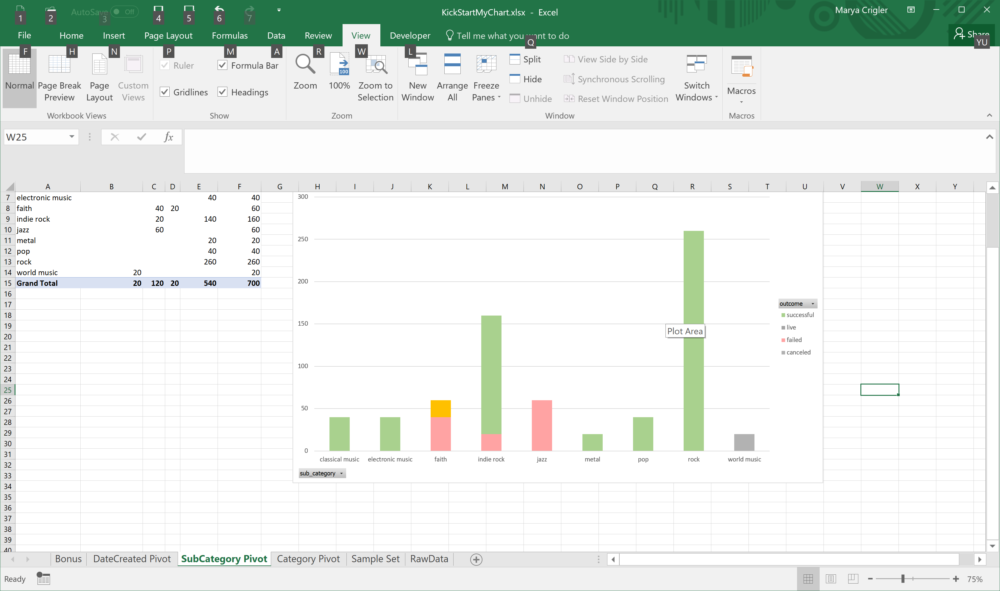 KickStartMyChart.xlsx - Excel
Marya Crigler
AutoSave Off
1 2 3 4 5 6 7
File Home Insert Page Layout Formulas Data Review View Developer Tell me what you want to do Share
F H N P M A R W L Q YU
Normal
Page Break Preview
Page Layout
Custom Views
Workbook Views
Ruler
Formula Bar
Gridlines
Headings
Show
Zoom
100
100%
Zoom to Selection
Zoom
New Window
Arrange All
Freeze Panes
Split
Hide
Unhide
View Side by Side
Synchronous Scrolling
Reset Window Position
Switch Windows
Window
Macros
Macros
W25
fx
A B C D E F G H I J K L M N O P Q R S T U V W X Y
7 electronic music 40 40
8 faith 40 20 60
9 indie rock 20 140 160
10 jazz 60 60
11 metal 20 20
12 pop 40 40
13 rock 260 260
14 world music 20 20
15 Grand Total 20 120 20 540 700
16
17
18
19
20
21
22
23
24
25
26
27
28
29
30
31
32
33
34
35
36
37
38
39
40
300
250
200
150
100
50
0
Plot Area
classical music electronic music faith indie rock jazz metal pop rock world music
sub_category
outcome
successful
live
failed
canceled
Bonus DateCreated Pivot SubCategory Pivot Category Pivot Sample Set RawData
Ready
75%